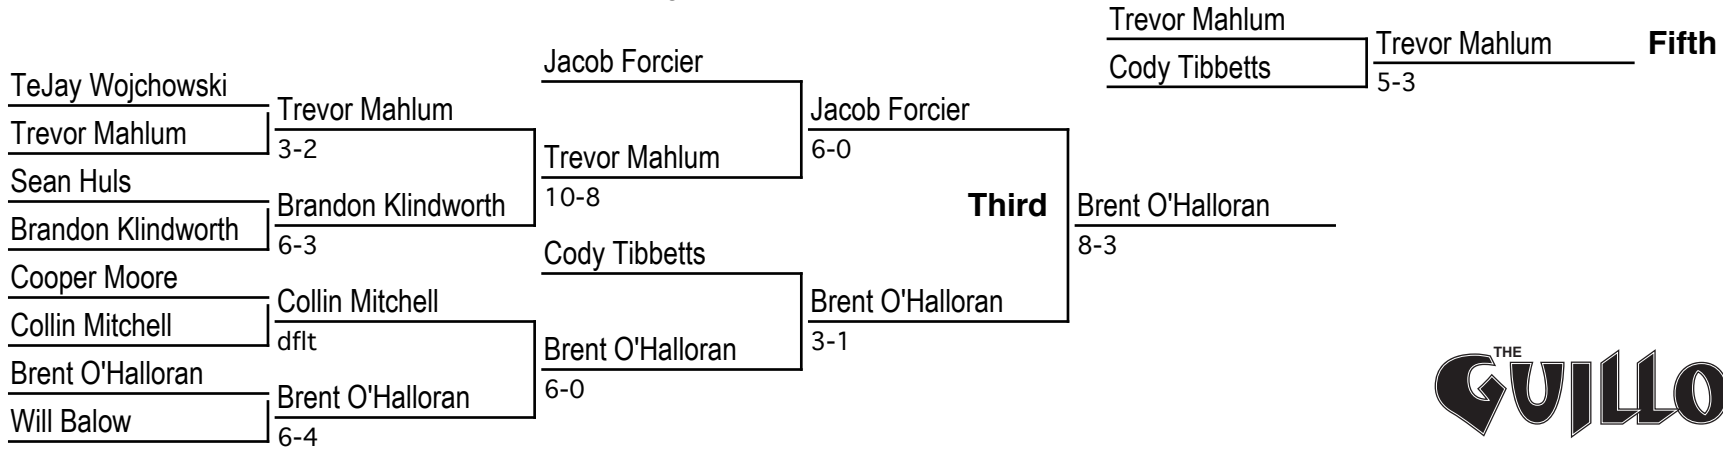 Trevor Mahlum
Trevor Mahlum
Fifth
Cody Tibbetts
5-3
Jacob Forcier
TeJay Wojchowski
Trevor Mahlum
Jacob Forcier
Trevor Mahlum
3-2
Trevor Mahlum
6-0
Sean Huls
10-8
Brandon Klindworth
Third
Brent O'Halloran
Brandon Klindworth
6-3
Cody Tibbetts
8-3
Cooper Moore
Collin Mitchell
Brent O'Halloran
Collin Mitchell
dflt
Brent O'Halloran
3-1
Brent O'Halloran
6-0
Brent O'Halloran
Will Balow
6-4
THE
GUILLO